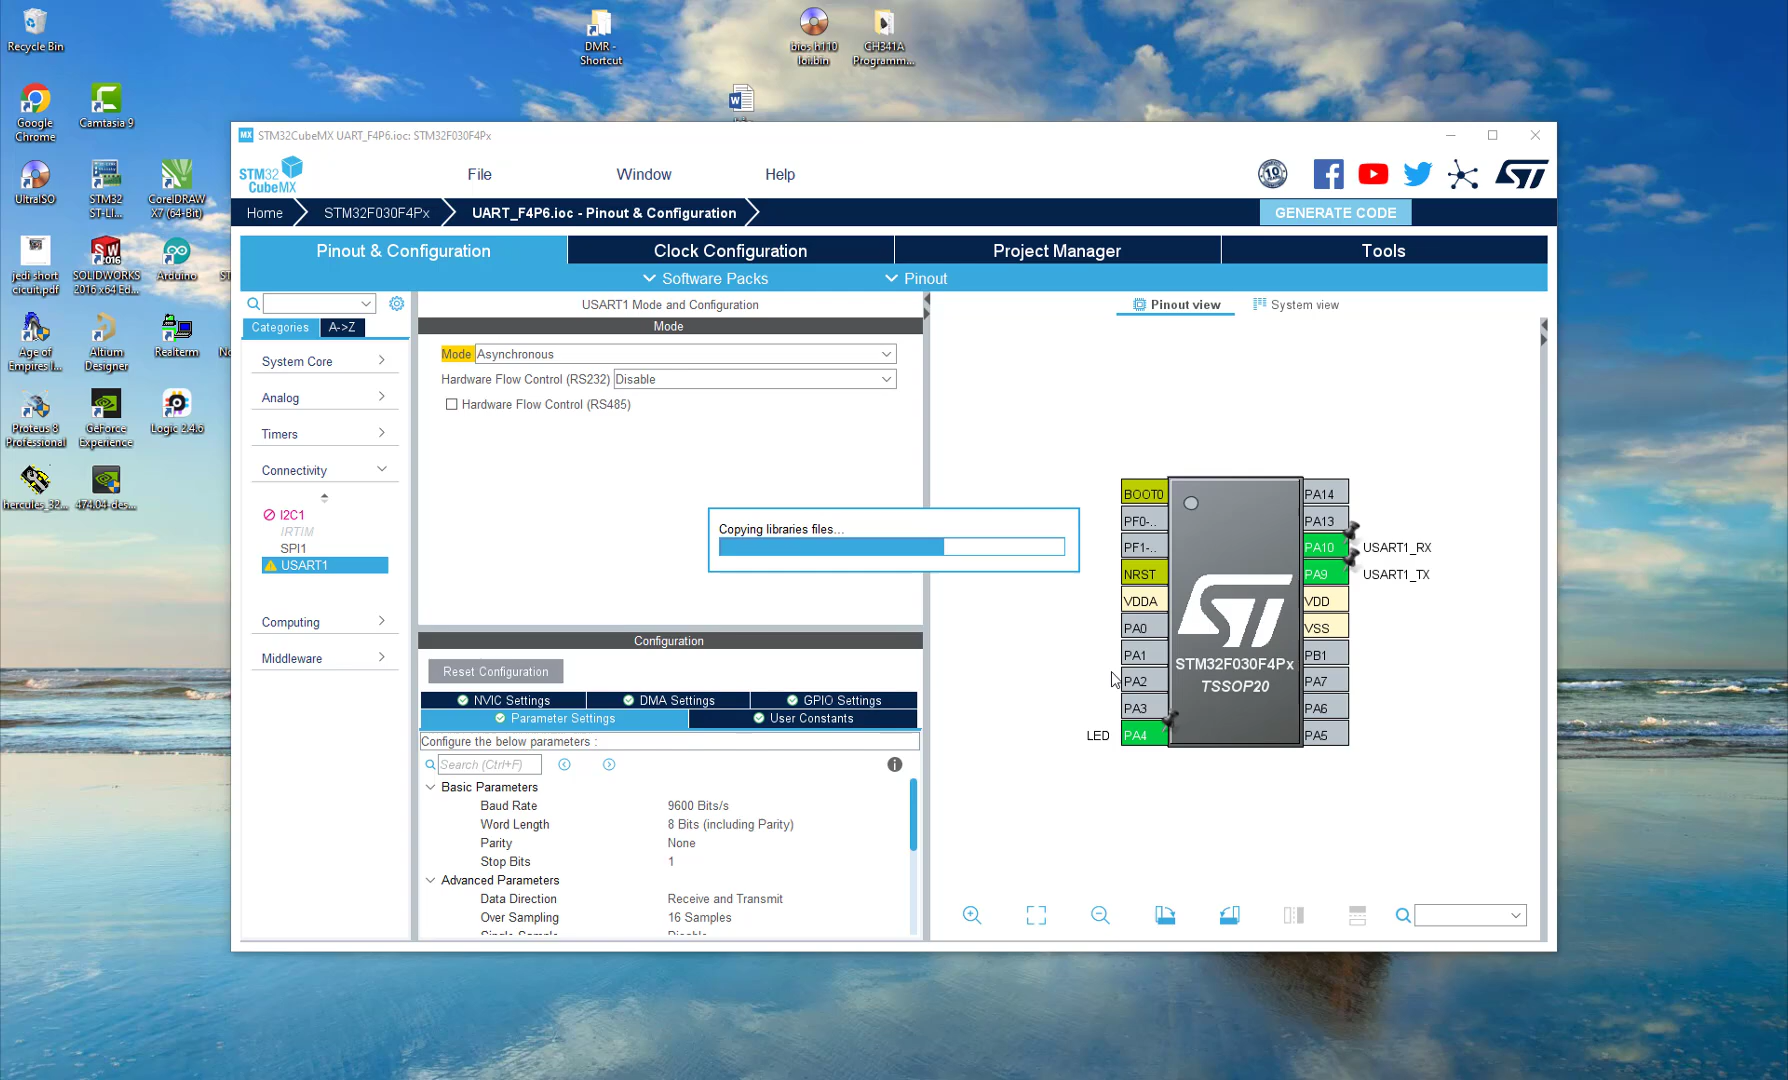 Recycle Bin
DMR -
Shortcut
bios h110
loi.bin
CH341A
Programm...
Google
Chrome
Camtasia 9
UltraISO
STM32
ST-LI...
CorelDRAW
X7 (64-Bit)
jedi short
cicuit.pdf
SOLIDWORKS
2016 x64 Ed...
Arduino
Age of
Empires I...
Altium
Designer
Realterm
Proteus 8
Professional
GeForce
Experience
Logic 2.4.6
hercules_32...
474.04-des...
MX STM32CubeMX UART_F4P6.ioc: STM32F030F4Px
STM32
CubeMX
File
Window
Help
10
Home
STM32F030F4Px
UART_F4P6.ioc - Pinout & Configuration
GENERATE CODE
Pinout & Configuration
Clock Configuration
Project Manager
Tools
Software Packs
Pinout
Categories
A->Z
System Core
Analog
Timers
Connectivity
I2C1
IRTIM
SPI1
USART1
Computing
Middleware
USART1 Mode and Configuration
Mode
Mode Asynchronous
Hardware Flow Control (RS232) Disable
Hardware Flow Control (RS485)
Copying libraries files...
Configuration
Reset Configuration
NVIC Settings
DMA Settings
GPIO Settings
Parameter Settings
User Constants
Configure the below parameters :
Search (Ctrl+F)
Basic Parameters
Baud Rate 9600 Bits/s
Word Length 8 Bits (including Parity)
Parity None
Stop Bits 1
Advanced Parameters
Data Direction Receive and Transmit
Over Sampling 16 Samples
Single Sample Disable
Pinout view
System view
BOOT0
PF0-..
PF1-..
NRST
VDDA
PA0
PA1
PA2
PA3
LED PA4
STM32F030F4Px
TSSOP20
PA14
PA13
PA10 USART1_RX
PA9 USART1_TX
VDD
VSS
PB1
PA7
PA6
PA5